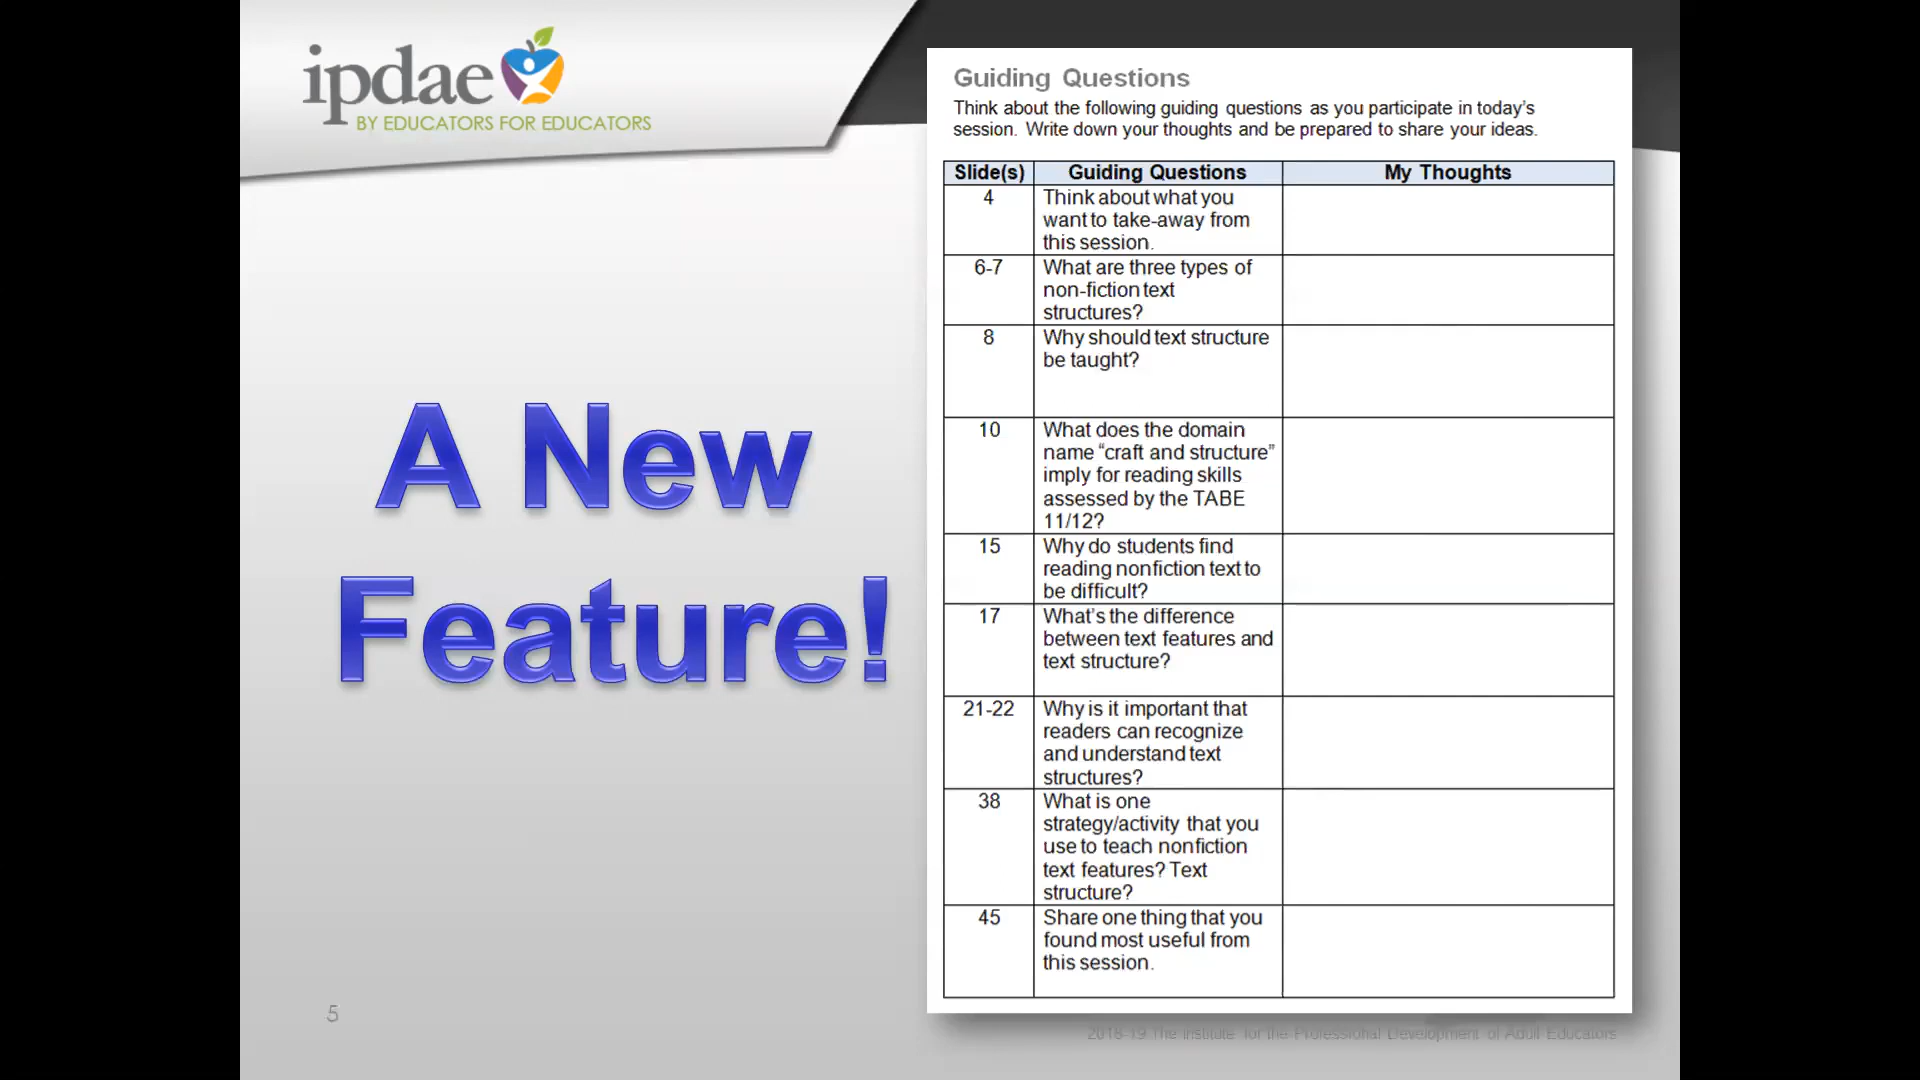 ipdae
BY EDUCATORS FOR EDUCATORS
A New
Feature!
Guiding Questions
Think about the following guiding questions as you participate in today's
session. Write down your thoughts and be prepared to share your ideas.
Slide(s) Guiding Questions My Thoughts
4 Think about what you
want to take-away from
this session.
6-7 What are three types of
non-fiction text
structures?
8 Why should text structure
be taught?
10 What does the domain
name “craft and structure”
imply for reading skills
assessed by the TABE
11/12?
15 Why do students find
reading nonfiction text to
be difficult?
17 What's the difference
between text features and
text structure?
21-22 Why is it important that
readers can recognize
and understand text
structures?
38 What is one
strategy/activity that you
use to teach nonfiction
text features? Text
structure?
45 Share one thing that you
found most useful from
this session.
5
2018-19 The Institute for the Professional Development of Adult Educators